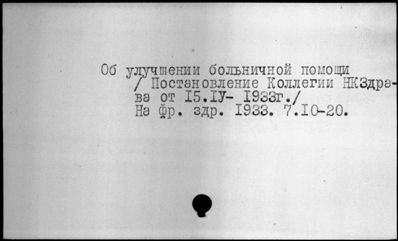 Об улучшении больничной помощи
/ Постановление Коллегии НКЗдра-
ва от 15.IУ- 1933г./
На фр. здр. 1933. 7.10-20.